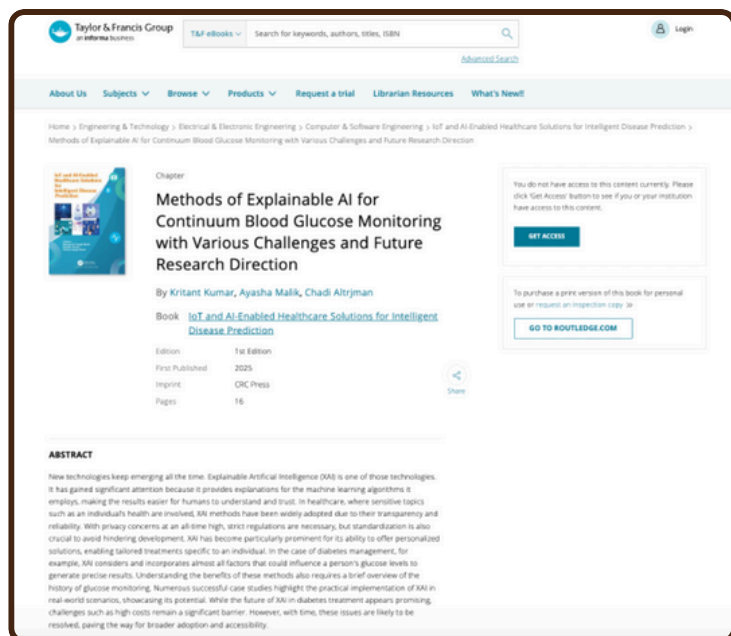 Taylor & Francis Group
an informa business
T&F eBooks
Search for keywords, authors, titles, ISBN
Login
Advanced Search
About Us Subjects Browse Products Request a trial Librarian Resources What's New!!
Home > Engineering & Technology > Electrical & Electronic Engineering > Computer & Software Engineering > IoT and AI-Enabled Healthcare Solutions for Intelligent Disease Prediction >
Methods of Explainable AI for Continuum Blood Glucose Monitoring with Various Challenges and Future Research Direction
IoT and AI-Enabled
Healthcare Solutions
for
Intelligent Disease
Prediction
Chapter
Methods of Explainable AI for
Continuum Blood Glucose Monitoring
with Various Challenges and Future
Research Direction
By Kritant Kumar, Ayasha Malik, Chadi Altrjman
Book IoT and AI-Enabled Healthcare Solutions for Intelligent
Disease Prediction
Edition 1st Edition
First Published 2025
Imprint CRC Press
Pages 16
Share
You do not have access to this content currently. Please
click 'Get Access' button to see if you or your institution
have access to this content.
GET ACCESS
To purchase a print version of this book for personal
use or request an inspection copy
GO TO ROUTLEDGE.COM
ABSTRACT
New technologies keep emerging all the time. Explainable Artificial Intelligence (XAI) is one of those technologies.
It has gained significant attention because it provides explanations for the machine learning algorithms it
employs, making the results easier for humans to understand and trust. In healthcare, where sensitive topics
such as an individual's health are involved, XAI methods have been widely adopted due to their transparency and
reliability. With privacy concerns at an all-time high, strict regulations are necessary, but standardization is also
crucial to avoid hindering development. XAI has become particularly prominent for its ability to offer personalized
solutions, enabling tailored treatments specific to an individual. In the case of diabetes management, for
example, XAI considers and incorporates almost all factors that could influence a person's glucose levels to
generate precise results. Understanding the benefits of these methods also requires a brief overview of the
history of glucose monitoring. Numerous successful case studies highlight the practical implementation of XAI in
real-world scenarios, showcasing its potential. While the future of XAI in diabetes treatment appears promising,
challenges such as high costs remain a significant barrier. However, with time, these issues are likely to be
resolved, paving the way for broader adoption and accessibility.